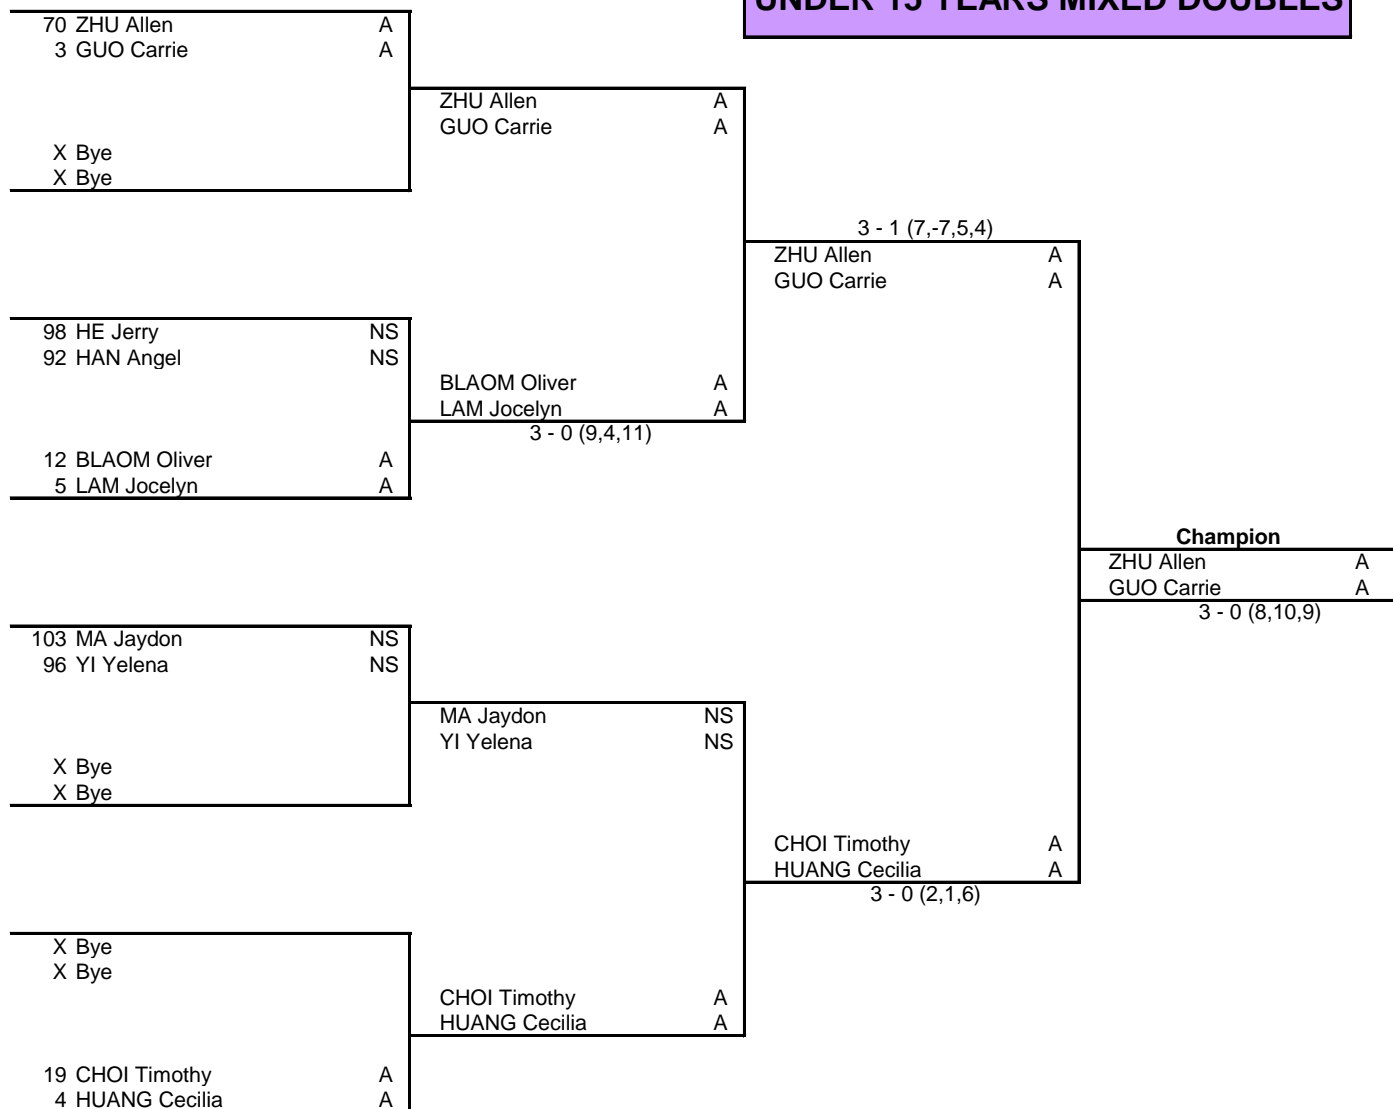 UNDER YEARS MIXED DOUBLES
70 ZHU Allen A
3 GUO Carrie A
ZHU Allen A
GUO Carrie A
X Bye
X Bye
3 - 1 (7,-7,5,4)
ZHU Allen A
GUO Carrie A
98 HE Jerry NS
92 HAN Angel NS
BLAOM Oliver A
LAM Jocelyn A
3 - 0 (9,4,11)
12 BLAOM Oliver A
5 LAM Jocelyn A
Champion
ZHU Allen A
GUO Carrie A
3 - 0 (8,10,9)
103 MA Jaydon NS
96 YI Yelena NS
MA Jaydon NS
YI Yelena NS
X Bye
X Bye
CHOI Timothy A
HUANG Cecilia A
3 - 0 (2,1,6)
X Bye
X Bye
CHOI Timothy A
HUANG Cecilia A
19 CHOI Timothy A
4 HUANG Cecilia A